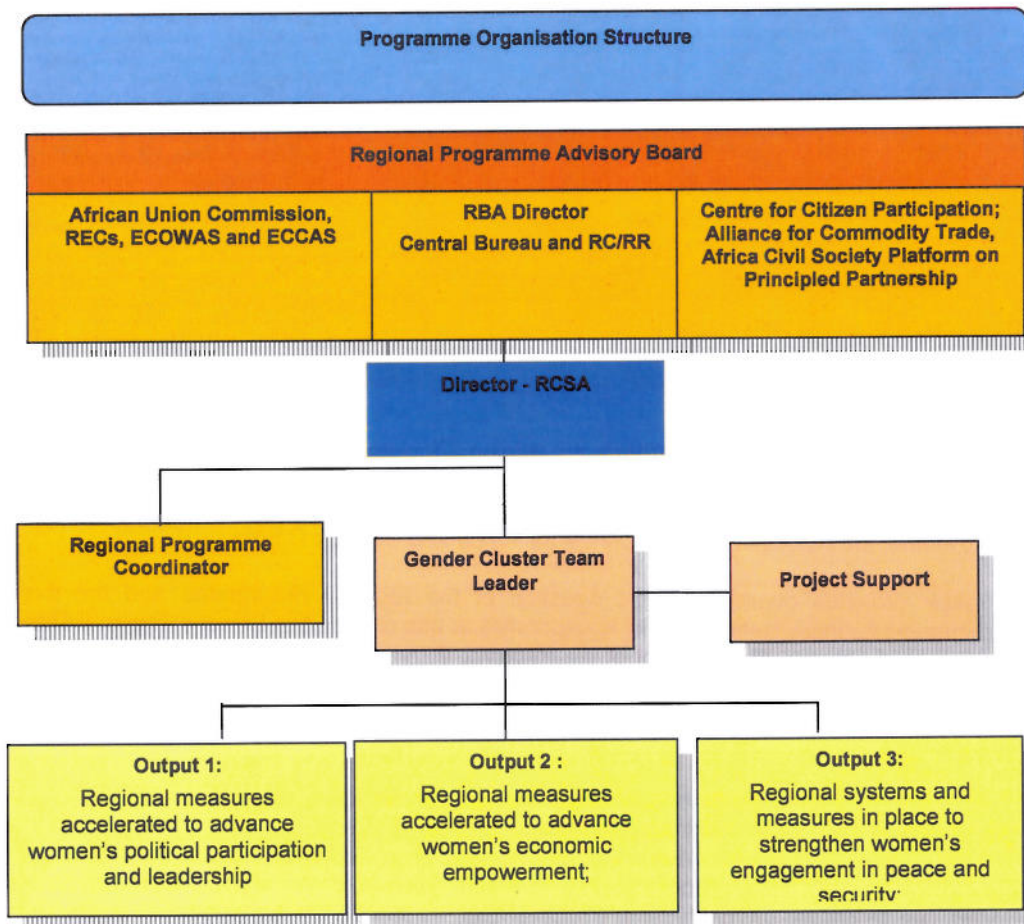 Programme Organisation Structure
Regional Programme Advisory Board
African Union Commission,
RECs, ECOWAS and ECCAS
RBA Director
Central Bureau and RC/RR
Centre for Citizen Participation;
Alliance for Commodity Trade,
Africa Civil Society Platform on
Principled Partnership
Director - RCSA
Regional Programme
Coordinator
Gender Cluster Team
Leader
Project Support
Output 1:
Regional measures
accelerated to advance
women's political participation
and leadership
Output 2 :
Regional measures
accelerated to advance
women's economic
empowerment;
Output 3:
Regional systems and
measures in place to
strengthen women's
engagement in peace and
security;